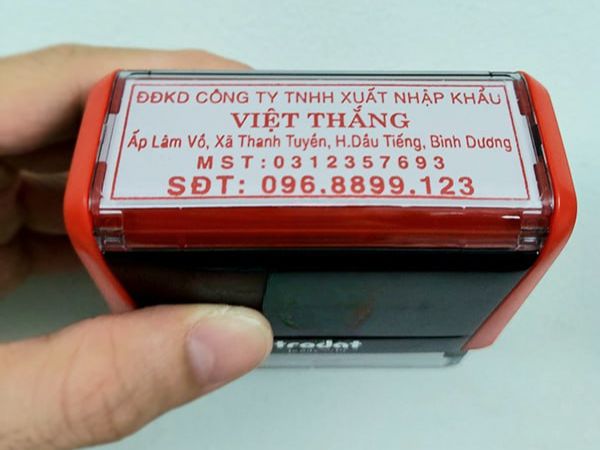 ĐĐKD CÔNG TY TNHH XUẤT NHẬP KHẨU
VIỆT THẮNG
Ấp Lâm Vồ, Xã Thanh Tuyền, H.Dầu Tiếng, Bình Dương
MST:0312357693
SĐT: 096.8899.123
trodat